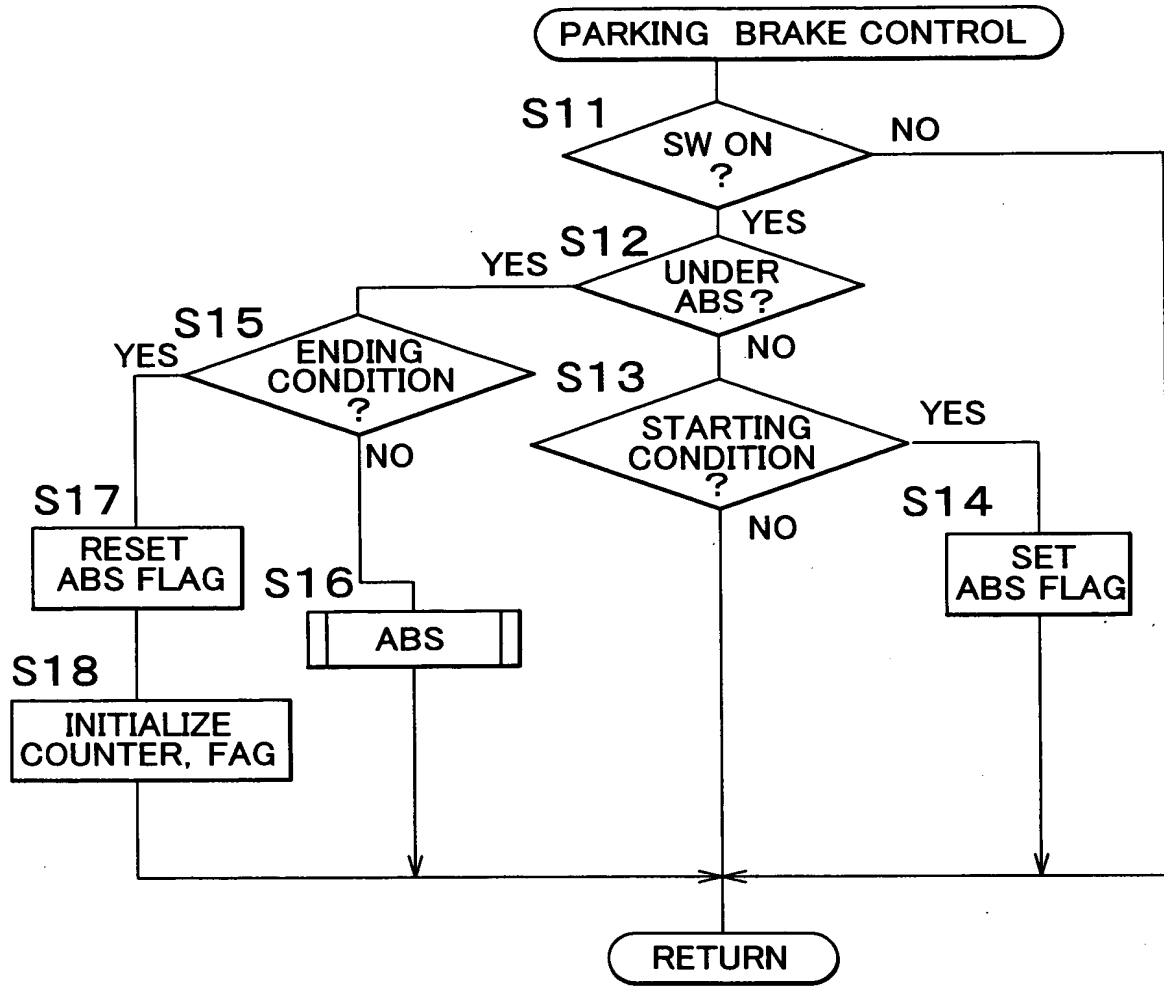 PARKING BRAKE CONTROL
S11
SW ON
?
NO
YES
S12
UNDER
ABS?
YES
NO
S15
ENDING
CONDITION
?
YES
NO
S13
STARTING
CONDITION
?
YES
NO
S17
RESET
ABS FLAG
S16
ABS
S14
SET
ABS FLAG
S18
INITIALIZE
COUNTER, FAG
RETURN